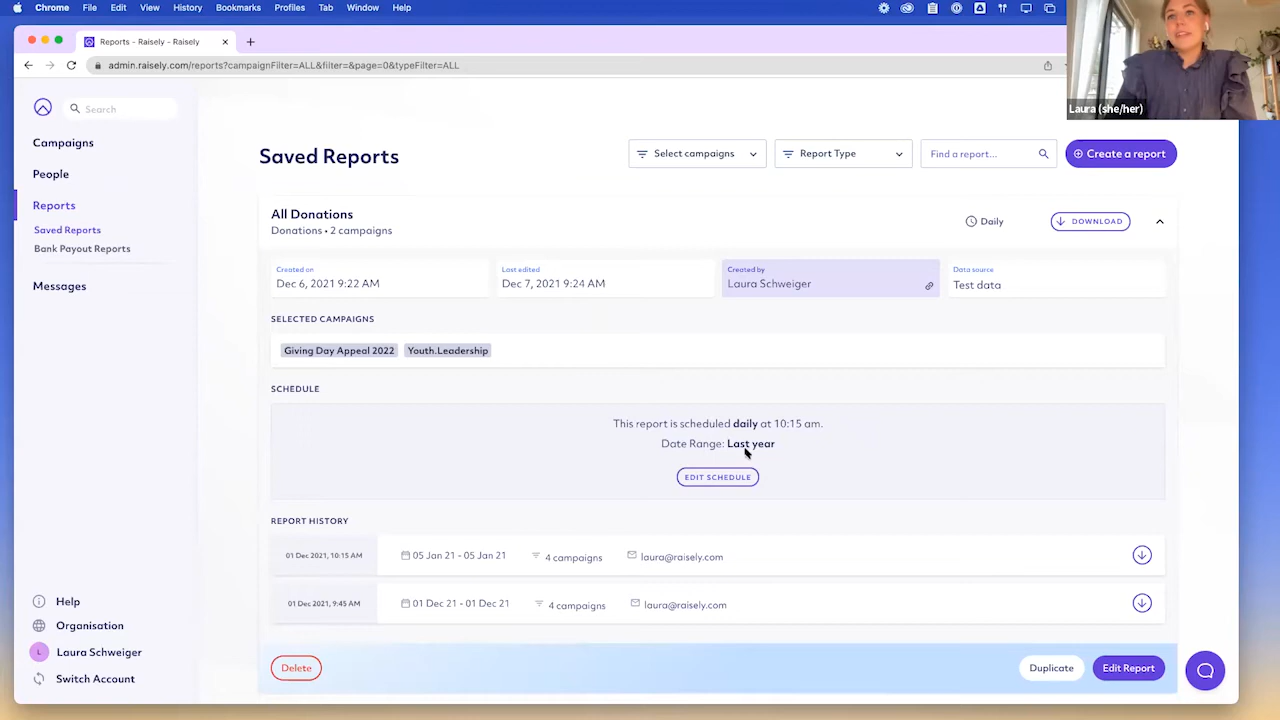 Chrome File Edit View History Bookmarks Profiles Tab Window Help
Reports - Raisely - Raisely
admin.raisely.com/reports?campaignFilter=ALL&filter=&page=0&typeFilter=ALL
Laura (she/her)
Search
Campaigns
People
Reports
Saved Reports
Bank Payout Reports
Messages
Help
Organisation
L Laura Schweiger
Switch Account
Saved Reports
Select campaigns
Report Type
Find a report...
Create a report
All Donations
Donations • 2 campaigns
Daily
DOWNLOAD
Created on
Dec 6, 2021 9:22 AM
Last edited
Dec 7, 2021 9:24 AM
Created by
Laura Schweiger
Data source
Test data
SELECTED CAMPAIGNS
Giving Day Appeal 2022 Youth.Leadership
SCHEDULE
This report is scheduled daily at 10:15 am.
Date Range: Last year
EDIT SCHEDULE
REPORT HISTORY
01 Dec 2021, 10:15 AM 05 Jan 21 - 05 Jan 21 4 campaigns laura@raisely.com
01 Dec 2021, 9:45 AM 01 Dec 21 - 01 Dec 21 4 campaigns laura@raisely.com
Delete
Duplicate
Edit Report